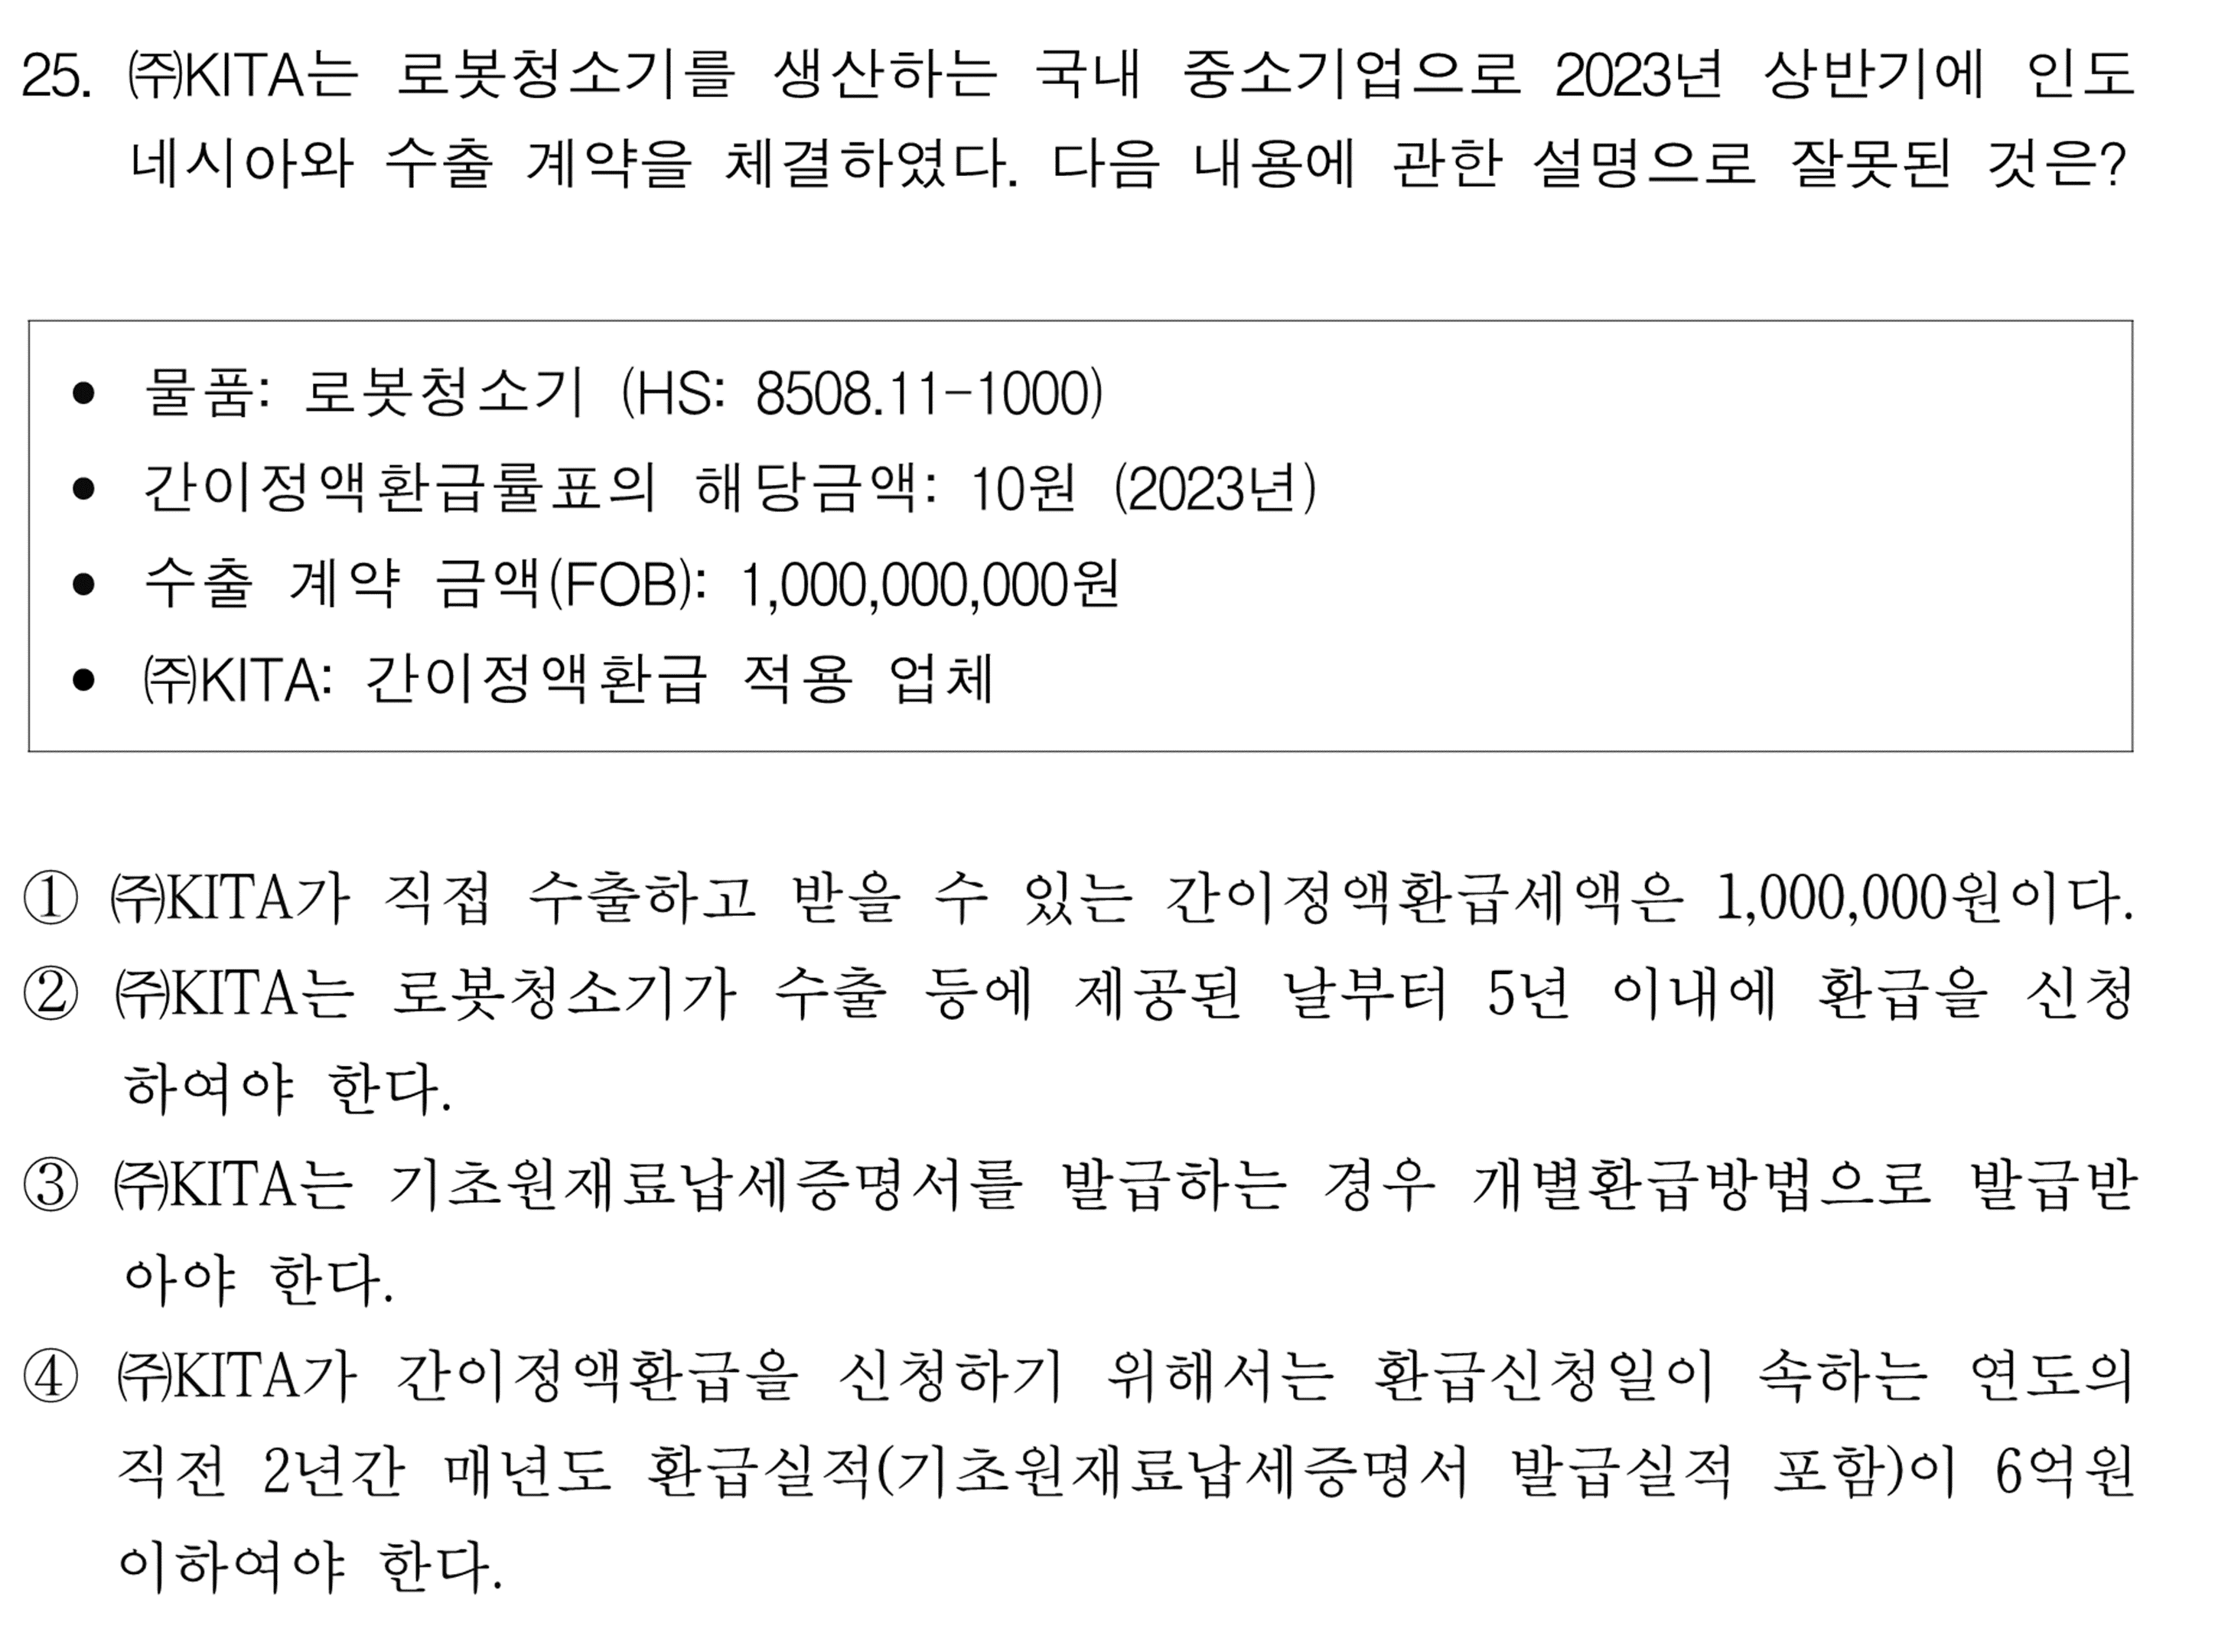 25. ㈜KITA는 로봇청소기를 생산하는 국내 중소기업으로 2023년 상반기에 인도
네시아와 수출 계약을 체결하였다. 다음 내용에 관한 설명으로 잘못된 것은?
● 물품: 로봇청소기 (HS: 8508.11-1000)
● 간이정액환급률표의 해당금액: 10원 (2023년)
● 수출 계약 금액(FOB): 1,000,000,000원
● ㈜KITA: 간이정액환급 적용 업체
① ㈜KITA가 직접 수출하고 받을 수 있는 간이정액환급세액은 1,000,000원이다.
② ㈜KITA는 로봇청소기가 수출 등에 제공된 날부터 5년 이내에 환급을 신청
하여야 한다.
③ ㈜KITA는 기초원재료납세증명서를 발급하는 경우 개별환급방법으로 발급받
아야 한다.
④ ㈜KITA가 간이정액환급을 신청하기 위해서는 환급신청일이 속하는 연도의
직전 2년간 매년도 환급실적(기초원재료납세증명서 발급실적 포함)이 6억원
이하여야 한다.